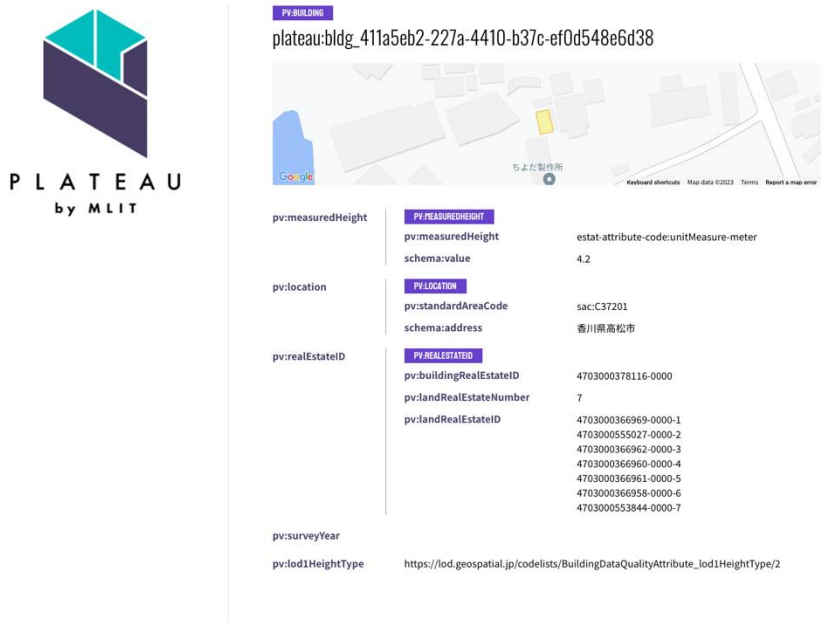 PLATEAU
by MLIT
PV:BUILDING
plateau:bldg_411a5eb2-227a-4410-b37c-ef0d548e6d38
ちよだ製作所
Google
Keyboard shortcuts Map data ©2023 Terms Report a map error
pv:measuredHeight
PV:MEASUREDHEIGHT
pv:measuredHeight estat-attribute-code:unitMeasure-meter
schema:value 4.2
pv:location
PV:LOCATION
pv:standardAreaCode sac:C37201
schema:address 香川県高松市
pv:realEstateID
PV:REALESTATEID
pv:buildingRealEstateID 4703000378116-0000
pv:landRealEstateNumber 7
pv:landRealEstateID 4703000366969-0000-1
4703000555027-0000-2
4703000366962-0000-3
4703000366960-0000-4
4703000366961-0000-5
4703000366958-0000-6
4703000553844-0000-7
pv:surveyYear
pv:lod1HeightType https://lod.geospatial.jp/codelists/BuildingDataQualityAttribute_lod1HeightType/2